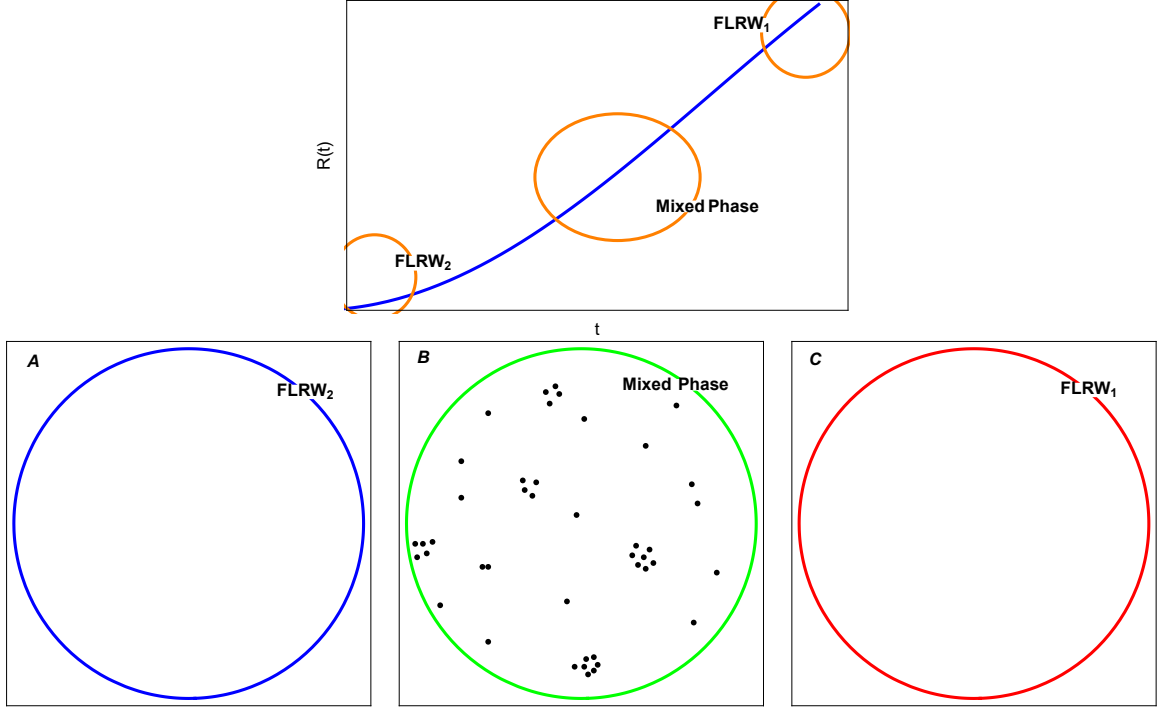 FLRW₁
R(t)
Mixed Phase
FLRW₂
t
A
FLRW₂
B
Mixed Phase
C
FLRW₁